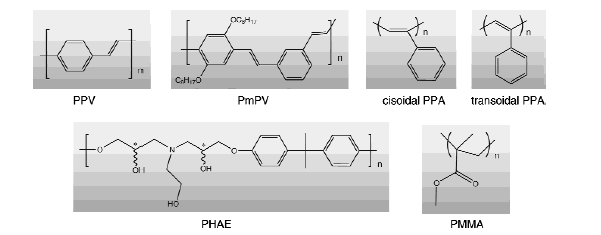 OC₈H₁₇
n
C₈H₁₇O
n
n
n
PPV
PmPV
cisoidal PPA
transoidal PPA.
O
*
OH
N
*
OH
O
n
HO
n
O
O
PHAE
PMMA